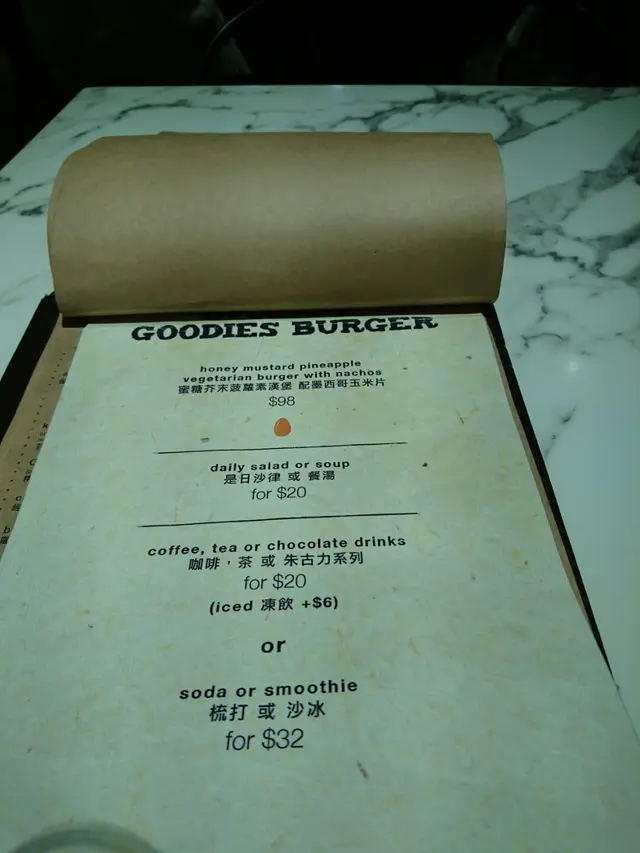 GOODIES' BURGER
honey mustard pineapple
vegetarian burger with nachos
蜜糖芥末菠蘿素漢堡 配墨西哥玉米片
$98
daily salad or soup
是日沙律 或 餐湯
for $20
coffee, tea or chocolate drinks
咖啡，茶 或 朱古力系列
for $20
(iced 凍飲 +$6)
or
soda or smoothie
梳打 或 沙冰
for $32